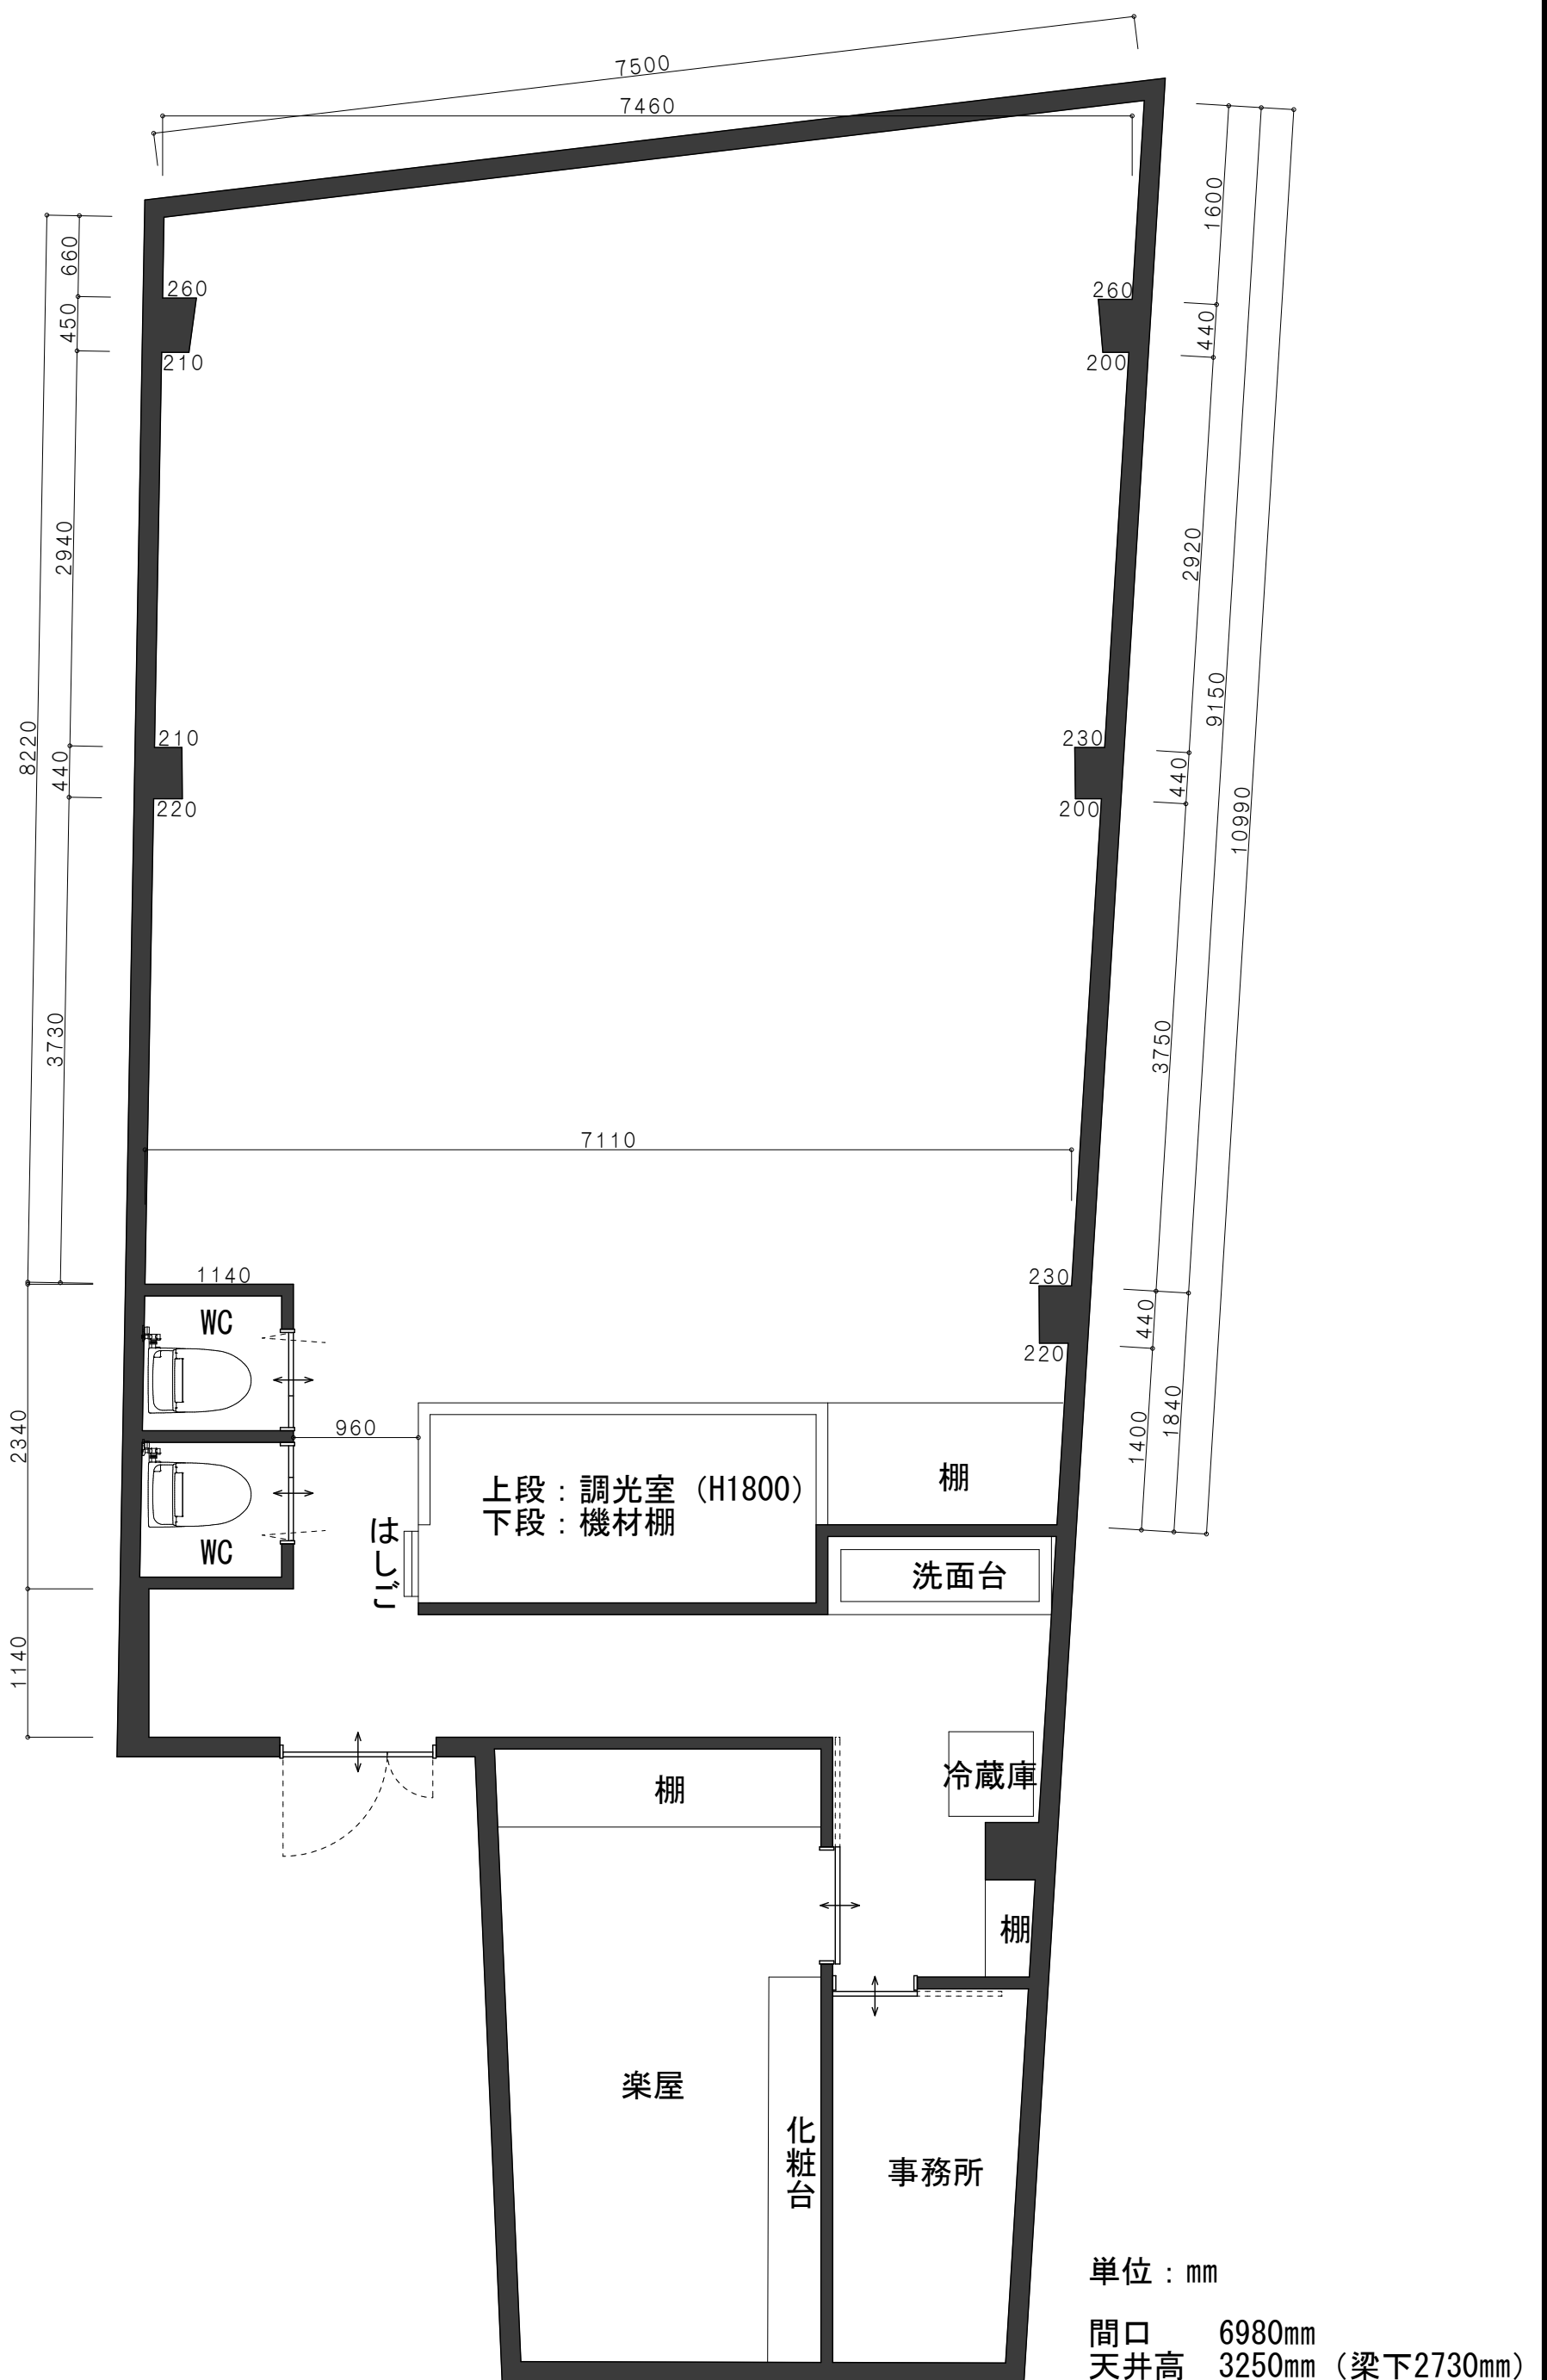 7500
7460
1600
660
260
260
450
440
210
200
2940
2920
8220
9150
210
230
440
440
10990
220
200
3730
3750
7110
1140
230
WC
440
220
2340
960
1840
1400
上段：調光室（H1800）
下段：機材棚
棚
はしご
WC
洗面台
1140
冷蔵庫
棚
棚
楽屋
化粧台
事務所
単位：mm
間口　6980mm
天井高　3250mm（梁下2730mm）